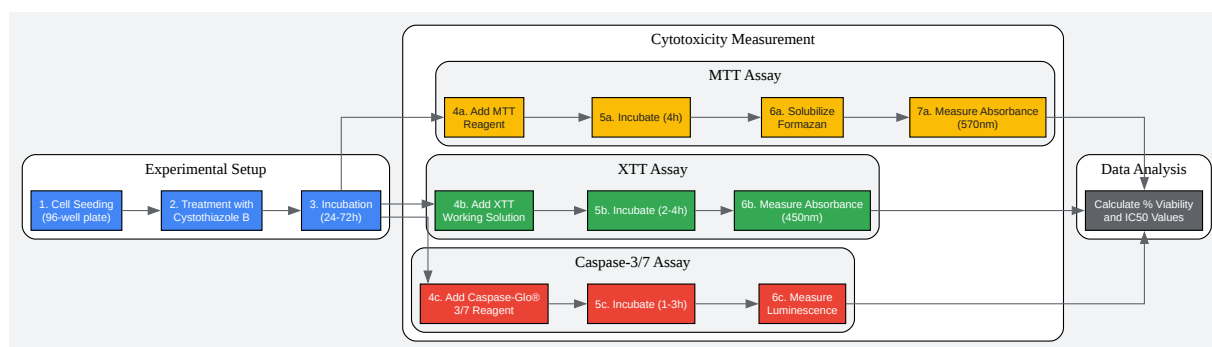 Cytotoxicity Measurement
MTT Assay
4a. Add MTT
Reagent
5a. Incubate (4h)
6a. Solubilize
Formazan
7a. Measure Absorbance
(570nm)
Experimental Setup
1. Cell Seeding
(96-well plate)
2. Treatment with
Cystothiazole B
3. Incubation
(24-72h)
XTT Assay
4b. Add XTT
Working Solution
5b. Incubate (2-4h)
6b. Measure Absorbance
(450nm)
Data Analysis
Calculate % Viability
and IC50 Values
Caspase-3/7 Assay
4c. Add Caspase-Glo®
3/7 Reagent
5c. Incubate (1-3h)
6c. Measure
Luminescence